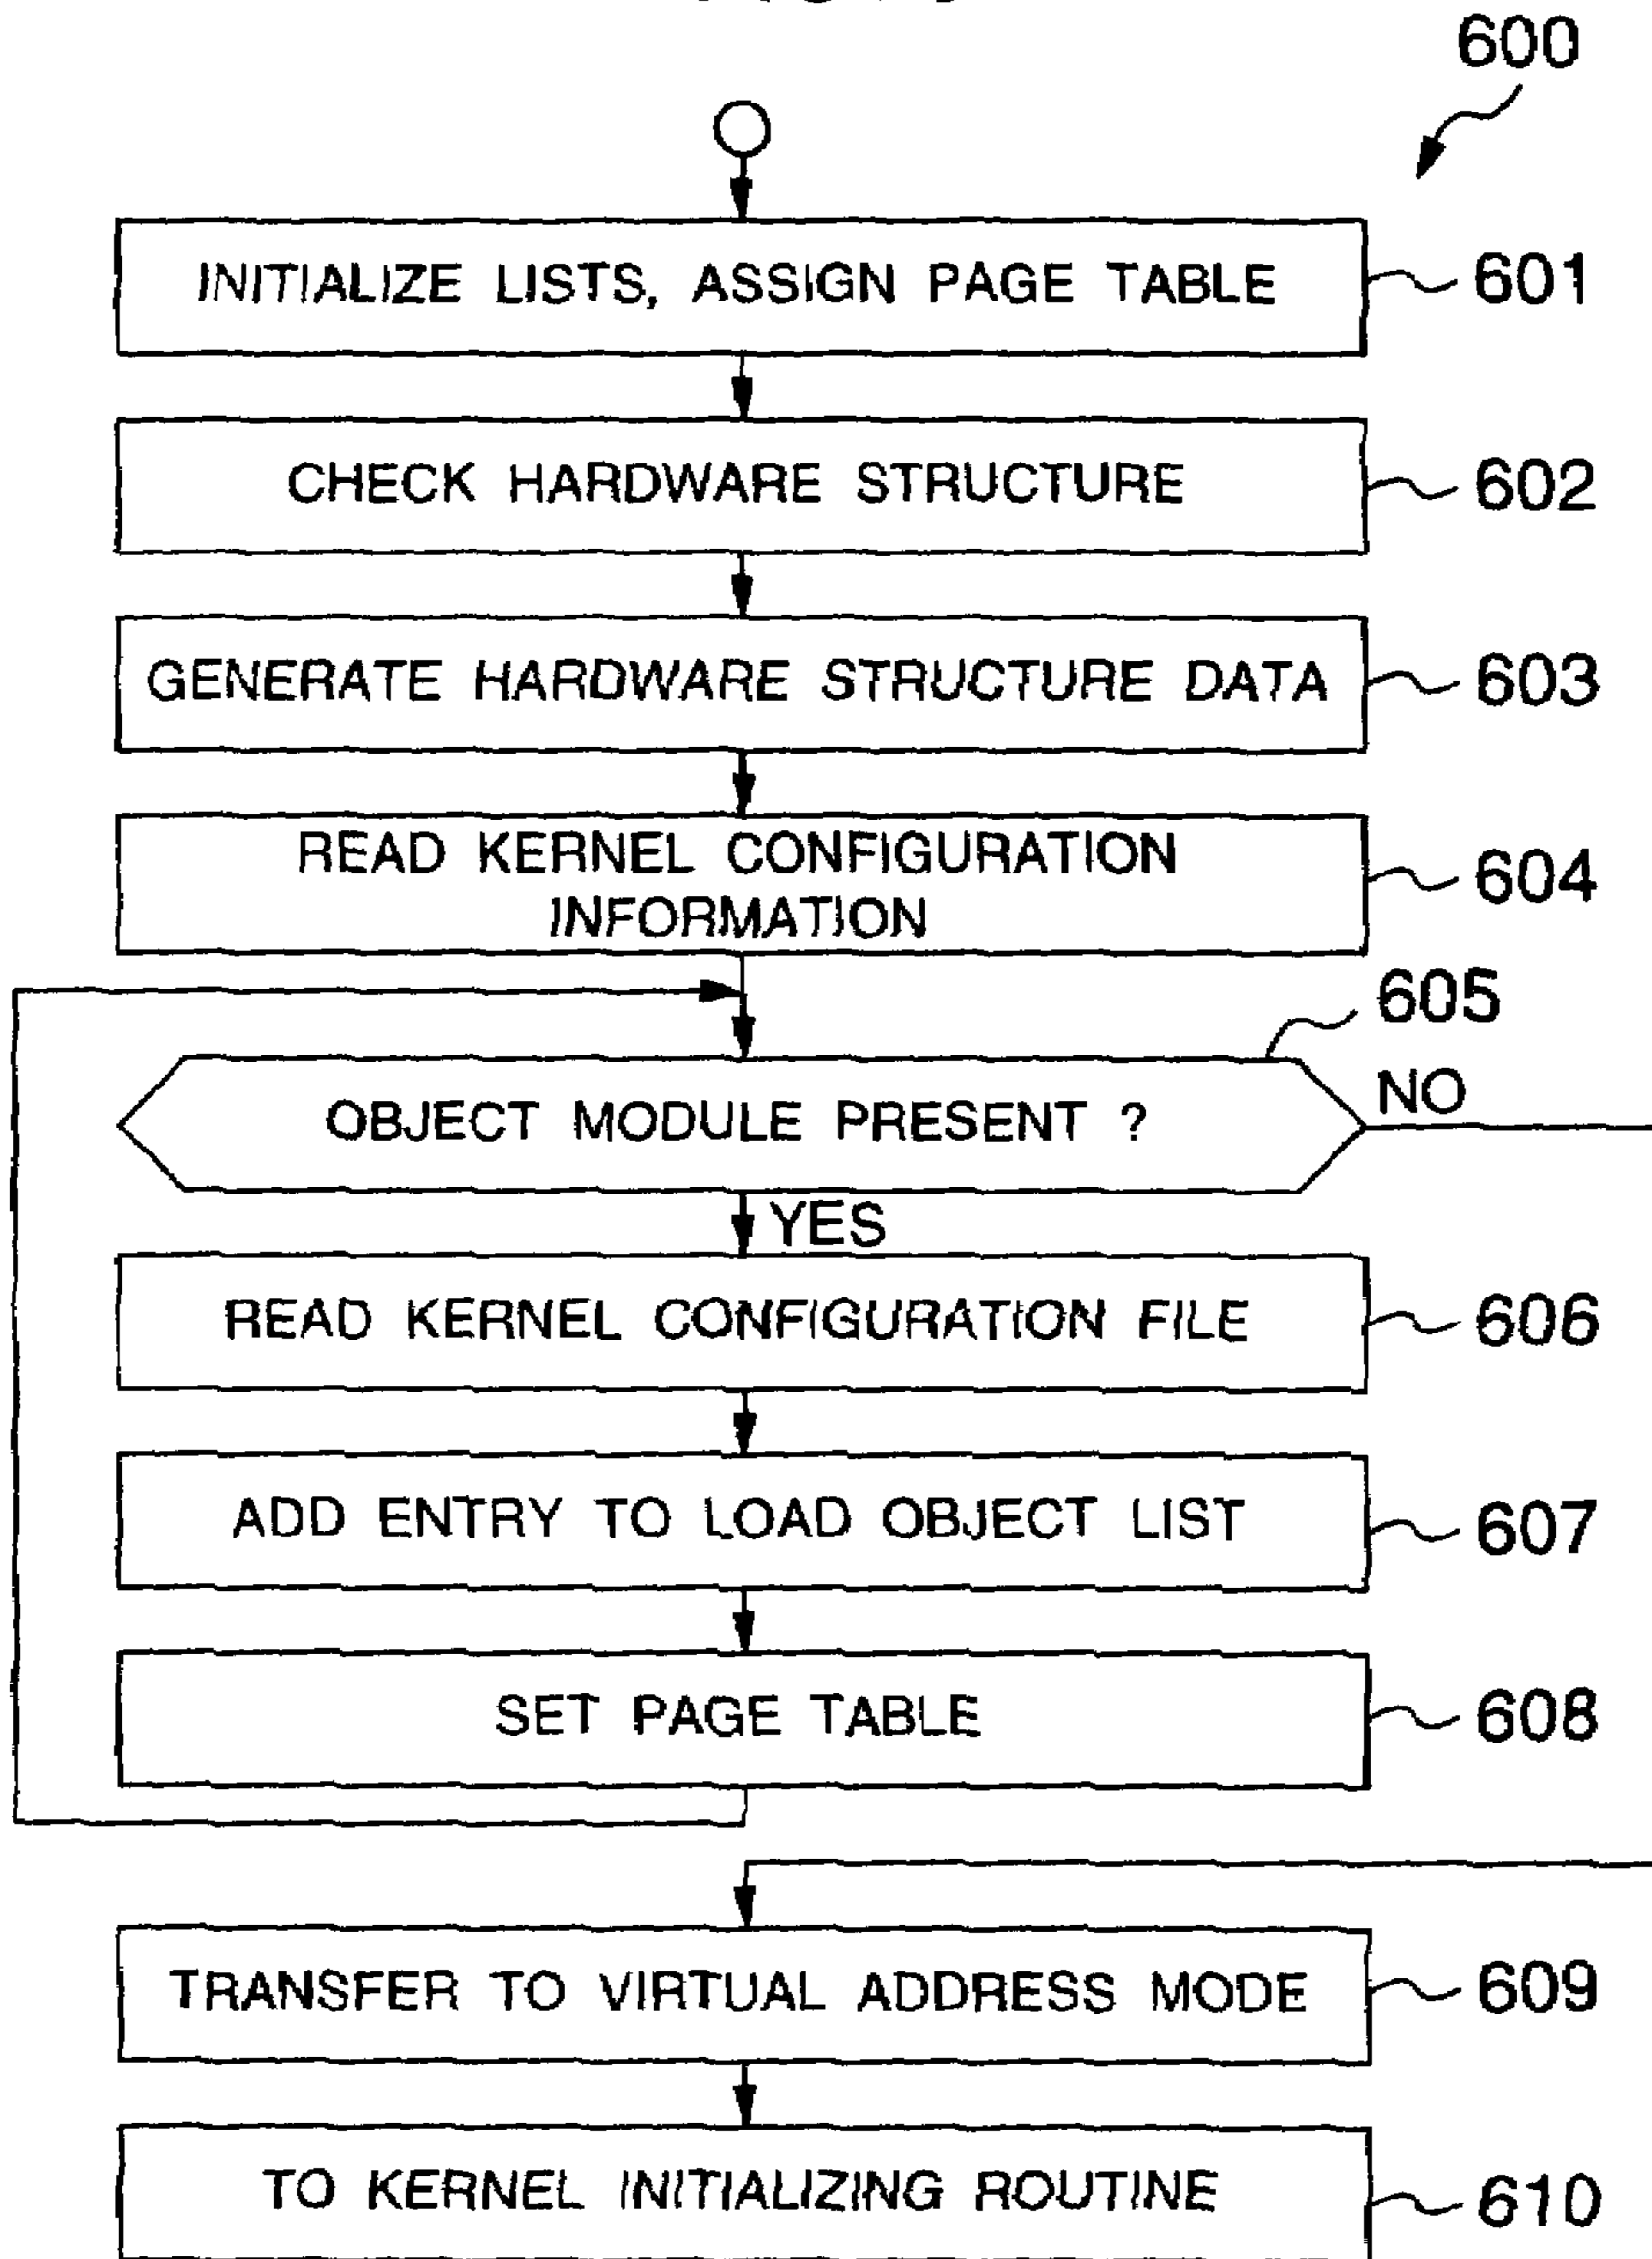 600
INITIALIZE LISTS, ASSIGN PAGE TABLE
601
CHECK HARDWARE STRUCTURE
602
GENERATE HARDWARE STRUCTURE DATA
603
READ KERNEL CONFIGURATION
INFORMATION
604
605
OBJECT MODULE PRESENT ?
NO
YES
READ KERNEL CONFIGURATION FILE
606
ADD ENTRY TO LOAD OBJECT LIST
607
SET PAGE TABLE
608
TRANSFER TO VIRTUAL ADDRESS MODE
609
TO KERNEL INITIALIZING ROUTINE
610